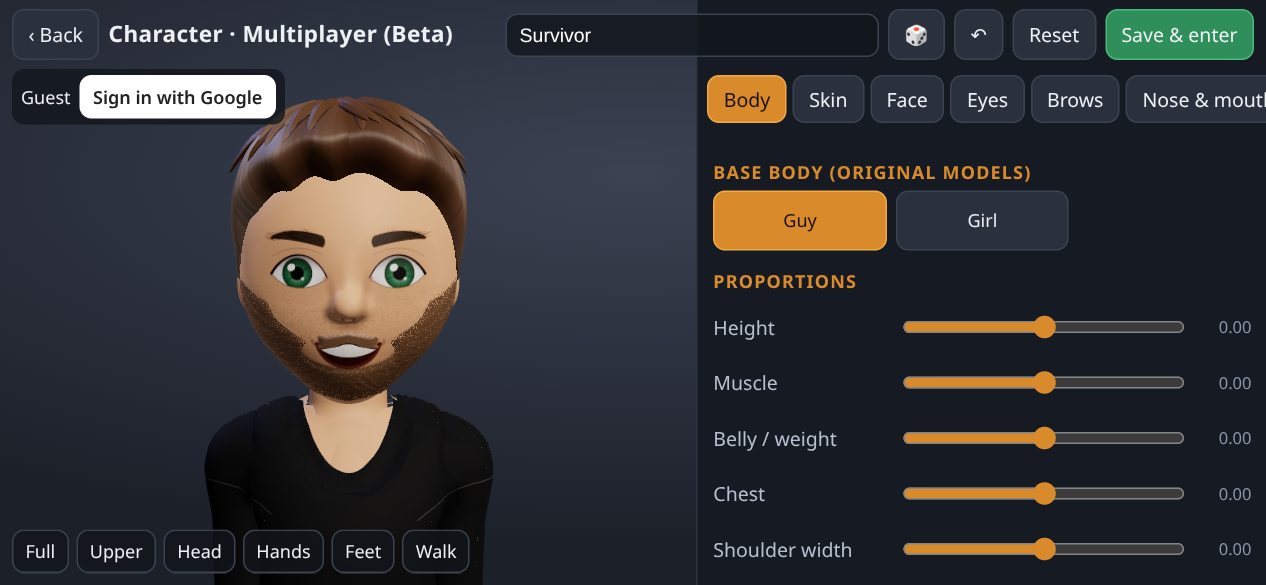 ‹ Back Character · Multiplayer (Beta) Survivor Reset Save & enter
Guest Sign in with Google
Body Skin Face Eyes Brows Nose & mouth
BASE BODY (ORIGINAL MODELS)
Guy Girl
PROPORTIONS
Height 0.00
Muscle 0.00
Belly / weight 0.00
Chest 0.00
Shoulder width 0.00
Full Upper Head Hands Feet Walk